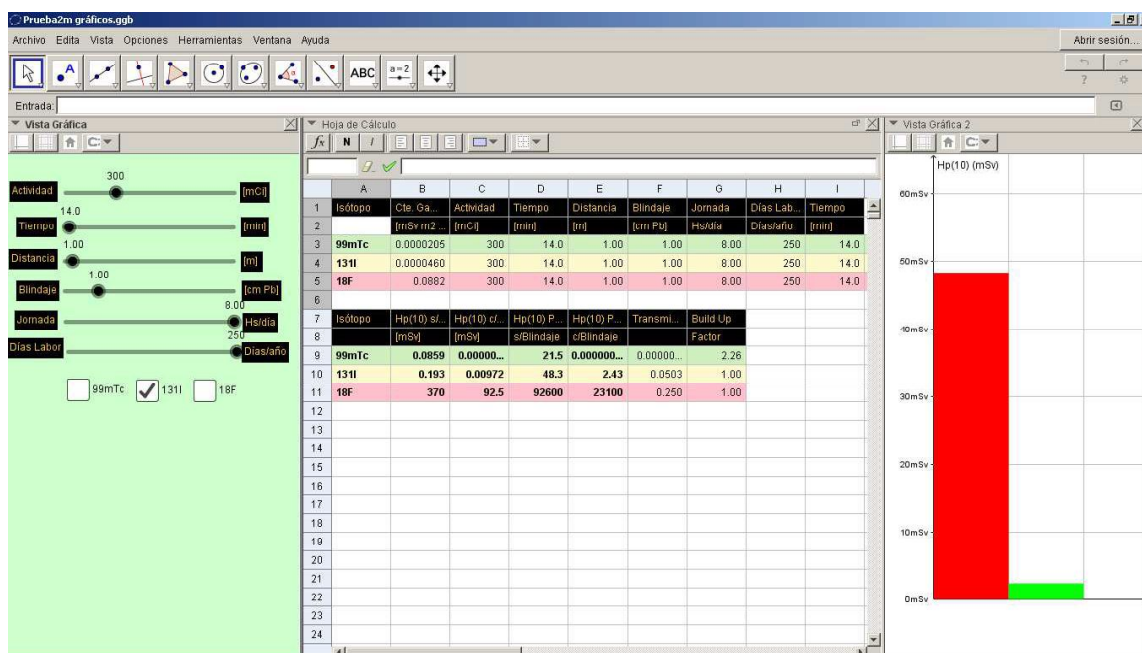 Prueba2m gráficos.ggb
Archivo Edita Vista Opciones Herramientas Ventana Ayuda Abrir sesión...
ABC a=2
Entrada:
Vista Gráfica
Hoja de Cálculo
Vista Gráfica 2
fx N I
300
Actividad [mCi]
14.0
Tiempo [min]
1.00
Distancia [m]
1.00
Blindaje [cm Pb]
8.00
Jornada Hs/día
250
Días Labor Días/año
99mTc 131I 18F
A B C D E F G H I
1 Isótopo Cte. Ga... Actividad Tiempo Distancia Blindaje Jornada Días Lab... Tiempo
2 [mSv m2 ... [mCi] [min] [m] [cm Pb] Hs/día Días/año [min]
3 99mTc 0.0000205 300 14.0 1.00 1.00 8.00 250 14.0
4 131I 0.0000460 300 14.0 1.00 1.00 8.00 250 14.0
5 18F 0.0882 300 14.0 1.00 1.00 8.00 250 14.0
6
7 Isótopo Hp(10) s/... Hp(10) c/... Hp(10) P... Hp(10) P... Transmi... Build Up
8 [mSv] [mSv] s/Blindaje c/Blindaje Factor
9 99mTc 0.0859 0.00000... 21.5 0.000000... 0.00000... 2.26
10 131I 0.193 0.00972 48.3 2.43 0.0503 1.00
11 18F 370 92.5 92600 23100 0.250 1.00
12
13
14
15
16
17
18
19
20
21
22
23
24
Hp(10) (mSv)
60mSv
50mSv
40mSv
30mSv
20mSv
10mSv
0mSv